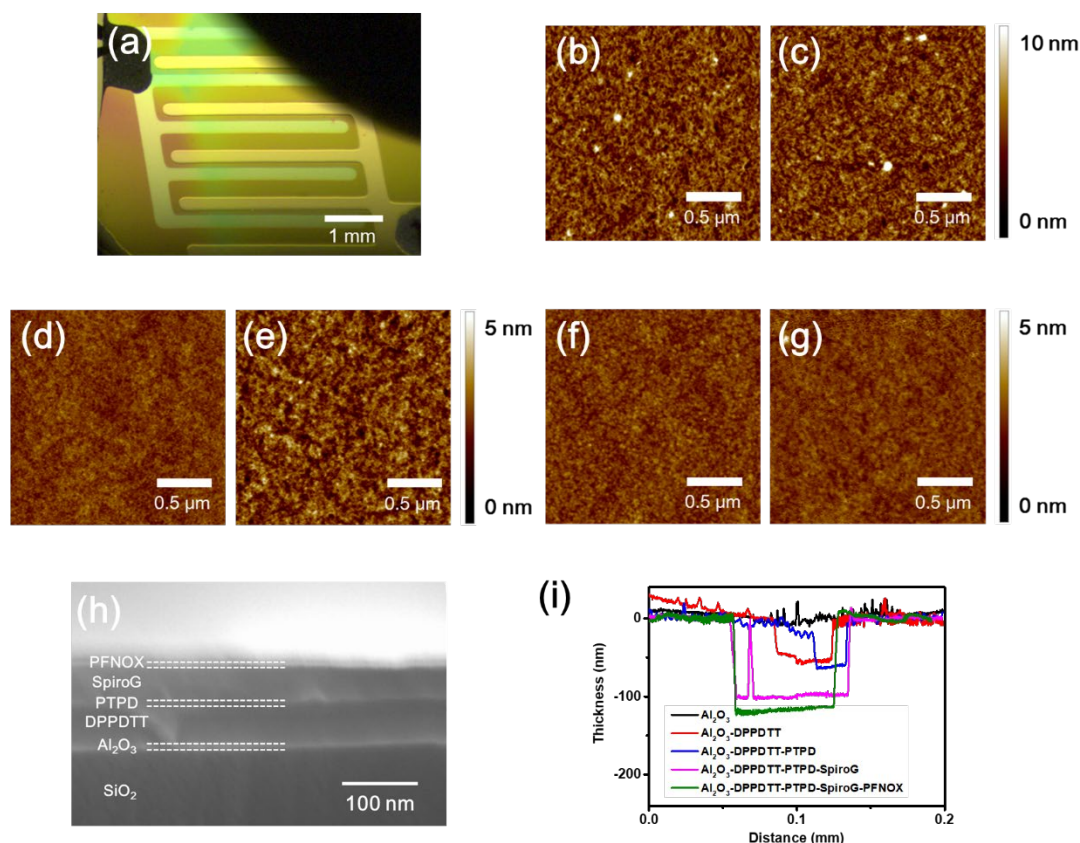 (a)
1 mm
(b)
0.5 µm
(c)
0.5 µm
10 nm
0 nm
(d)
0.5 µm
(e)
0.5 µm
5 nm
0 nm
(f)
0.5 µm
(g)
0.5 µm
5 nm
0 nm
(h)
PFNOX
SpiroG
PTPD
DPPDTT
Al₂O₃
SiO₂
100 nm
(i)
Thickness (nm)
0
-100
-200
Al₂O₃
Al₂O₃-DPPDTT
Al₂O₃-DPPDTT-PTPD
Al₂O₃-DPPDTT-PTPD-SpiroG
Al₂O₃-DPPDTT-PTPD-SpiroG-PFNOX
0.0
0.1
0.2
Distance (mm)